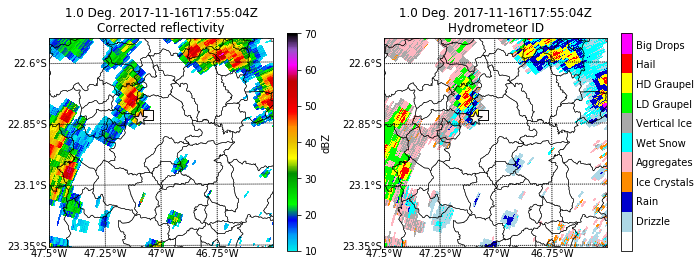 1.0 Deg. 2017-11-16T17:55:04Z
Corrected reflectivity
22.6°S
22.85°S
23.1°S
23.35°S
47.5°W
47.25°W
47°W
46.75°W
70
60
50
40
30
20
10
dBZ
1.0 Deg. 2017-11-16T17:55:04Z
Hydrometeor ID
22.6°S
22.85°S
23.1°S
23.35°S
47.5°W
47.25°W
47°W
46.75°W
Big Drops
Hail
HD Graupel
LD Graupel
Vertical Ice
Wet Snow
Aggregates
Ice Crystals
Rain
Drizzle